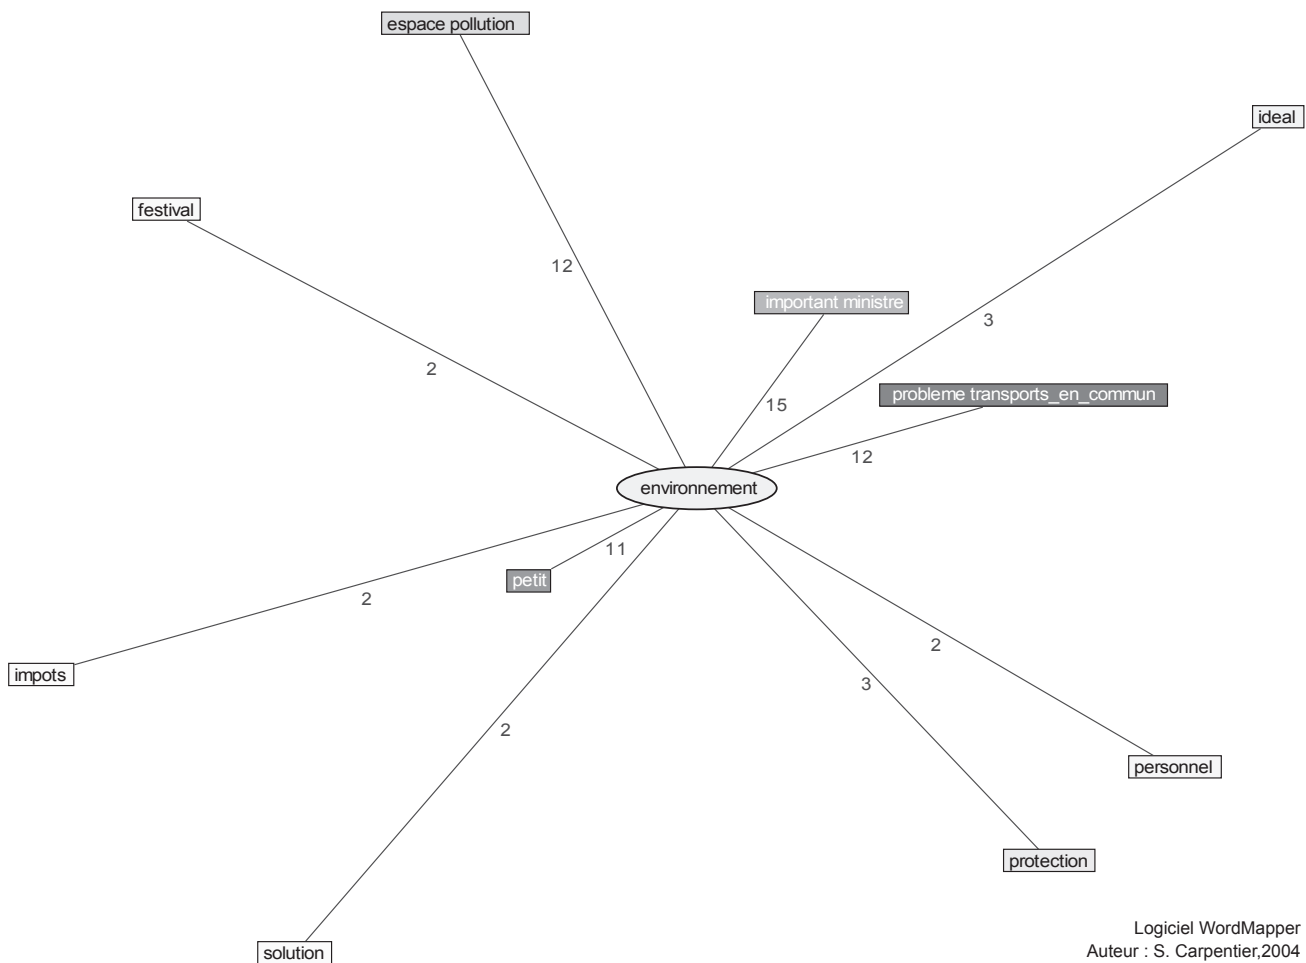 espace pollution
ideal
festival
12
important ministre
3
2
probleme transports_en_commun
15
12
environnement
11
petit
2
2
impots
3
2
personnel
protection
Logiciel WordMapper
solution
Auteur : S. Carpentier,2004